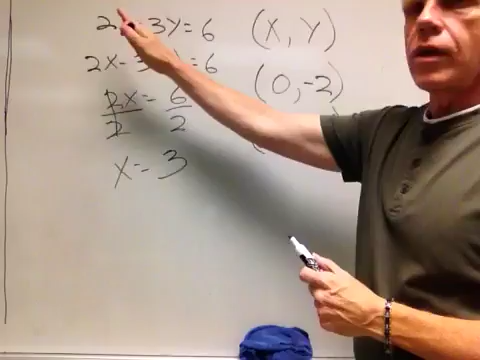 2 - 3Y = 6 (X, Y)
2X - 3 = 6
(0, -2)
2X = 6
2 2
X = 3